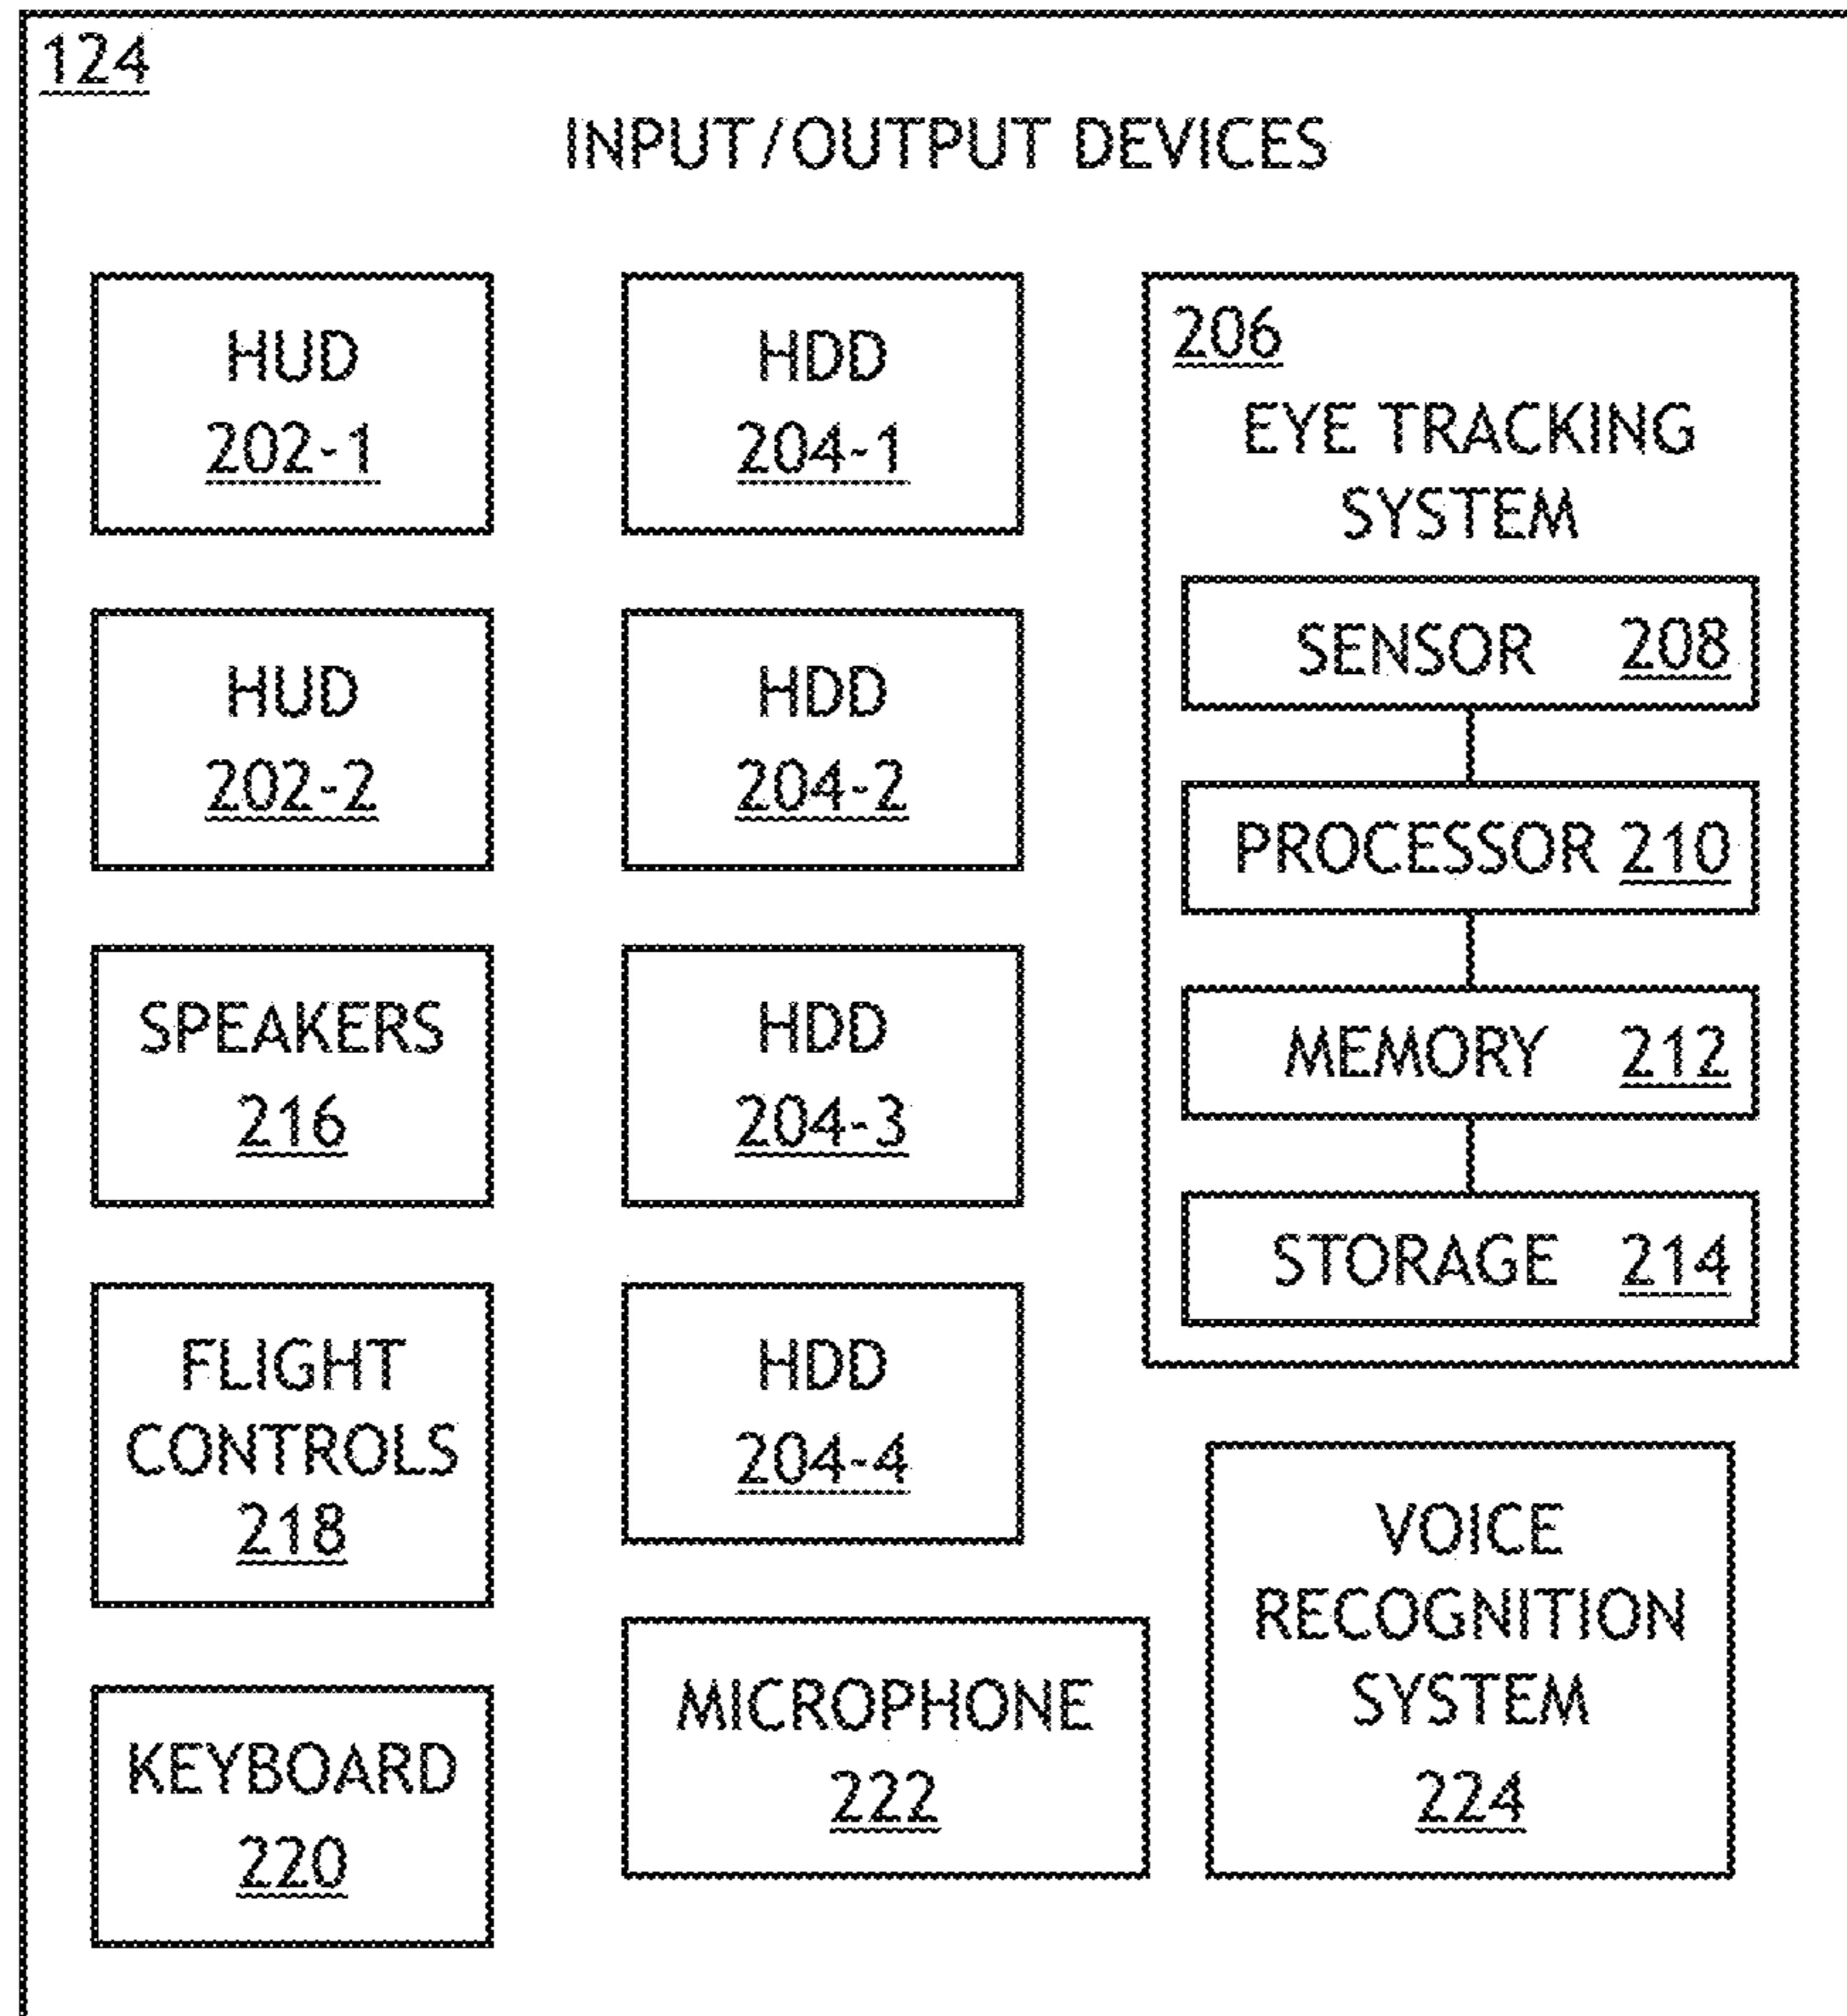 124
INPUT/OUTPUT DEVICES
HUD
202-1
HDD
204-1
206
EYE TRACKING
SYSTEM
SENSOR 208
PROCESSOR 210
MEMORY 212
STORAGE 214
HUD
202-2
HDD
204-2
SPEAKERS
216
HDD
204-3
FLIGHT
CONTROLS
218
HDD
204-4
VOICE
RECOGNITION
SYSTEM
224
KEYBOARD
220
MICROPHONE
222